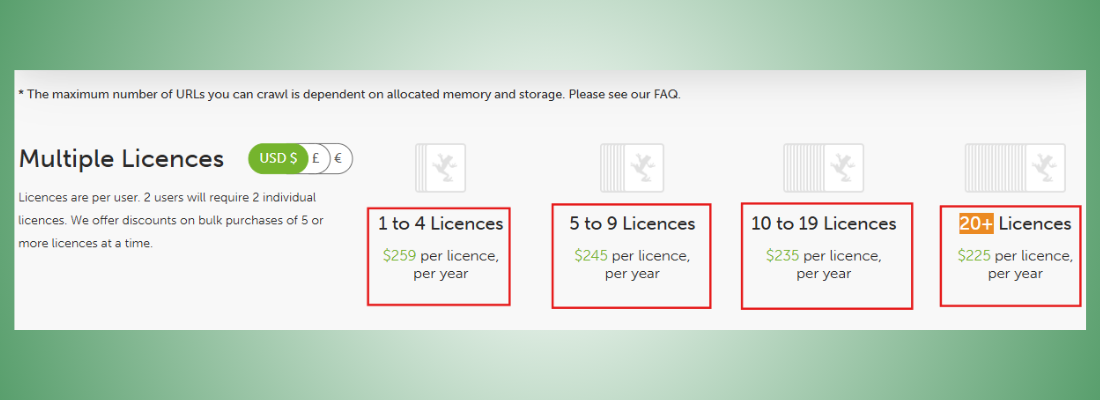 * The maximum number of URLs you can crawl is dependent on allocated memory and storage. Please see our FAQ.
Multiple Licences
USD $ £ €
Licences are per user. 2 users will require 2 individual
licences. We offer discounts on bulk purchases of 5 or
more licences at a time.
1 to 4 Licences
$259 per licence,
per year
5 to 9 Licences
$245 per licence,
per year
10 to 19 Licences
$235 per licence,
per year
20+ Licences
$225 per licence,
per year